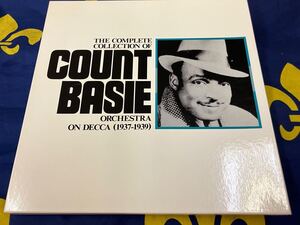 THE COMPLETE
COLLECTION OF
COUNT
BASIE
ORCHESTRA
ON DECCA (1937-1939)